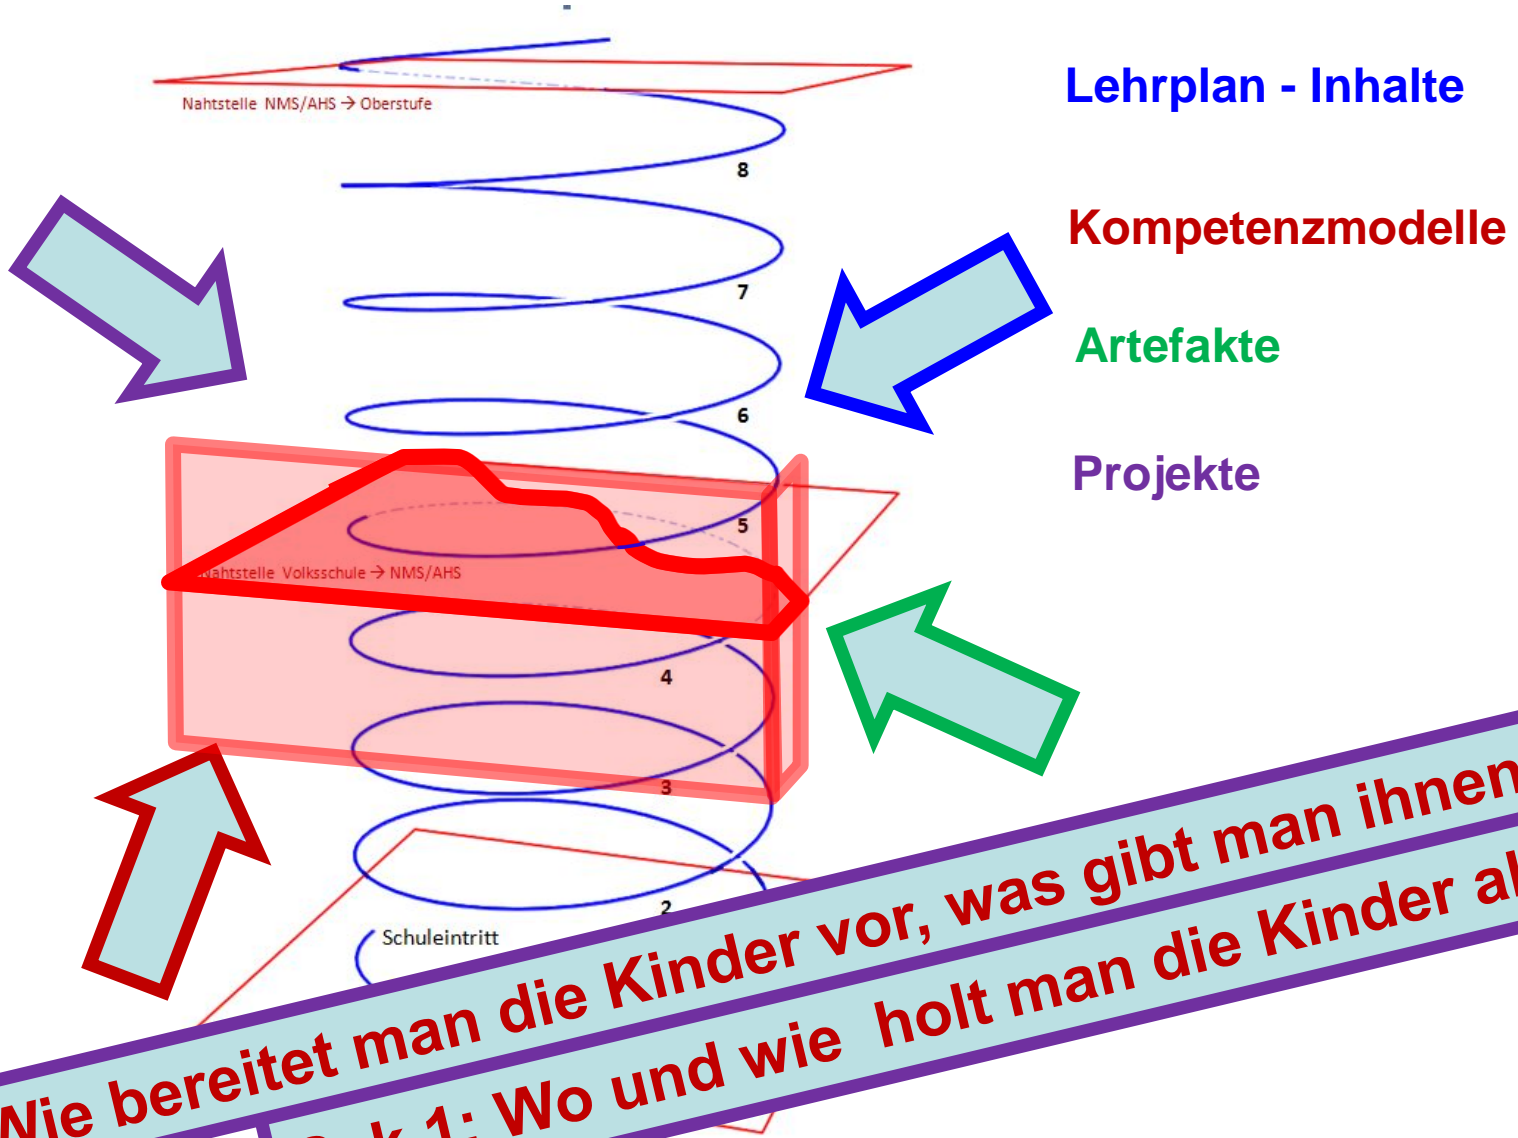 Lehrplan - Inhalte
Nahtstelle NMS/AHS → Oberstufe
8
Kompetenzmodelle
7
Artefakte
6
Projekte
5
Nahtstelle Volksschule → NMS/AHS
4
3
2
Schuleintritt
Wie bereitet man die Kinder vor, was gibt man ihnen
1: Wo und wie holt man die Kinder